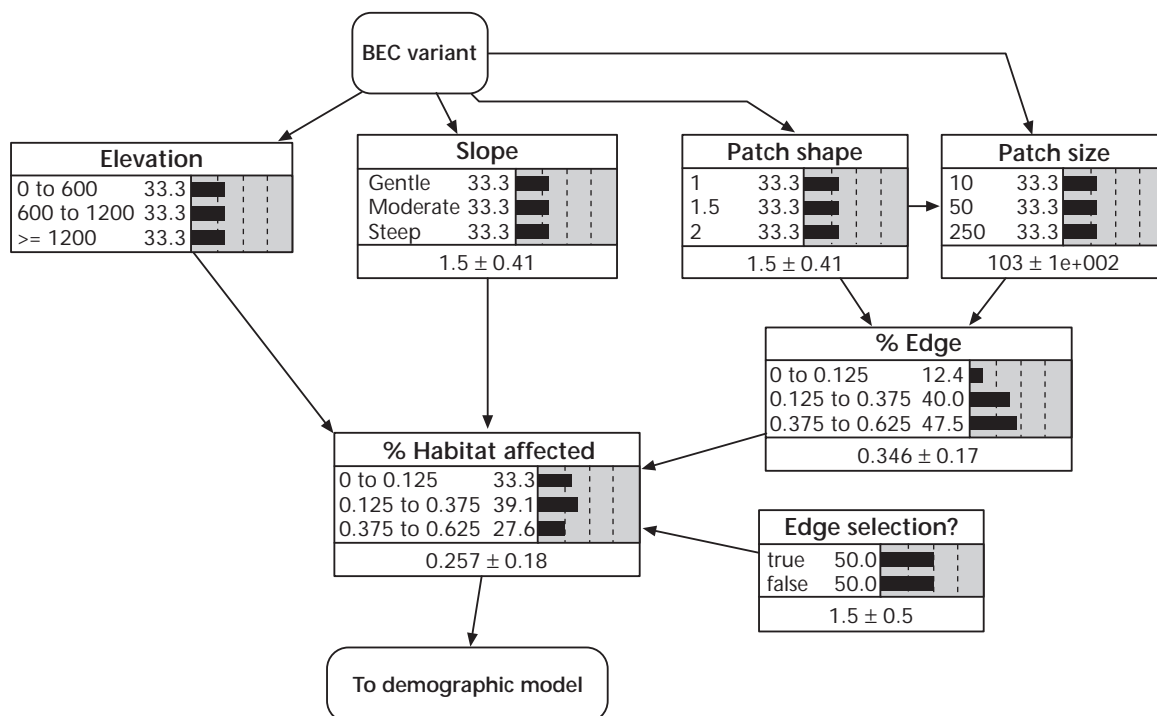 BEC variant
Elevation
0 to 600 33.3
600 to 1200 33.3
>= 1200 33.3
Slope
Gentle 33.3
Moderate 33.3
Steep 33.3
1.5 ± 0.41
Patch shape
1 33.3
1.5 33.3
2 33.3
1.5 ± 0.41
Patch size
10 33.3
50 33.3
250 33.3
103 ± 1e+002
% Edge
0 to 0.125 12.4
0.125 to 0.375 40.0
0.375 to 0.625 47.5
0.346 ± 0.17
% Habitat affected
0 to 0.125 33.3
0.125 to 0.375 39.1
0.375 to 0.625 27.6
0.257 ± 0.18
Edge selection?
true 50.0
false 50.0
1.5 ± 0.5
To demographic model